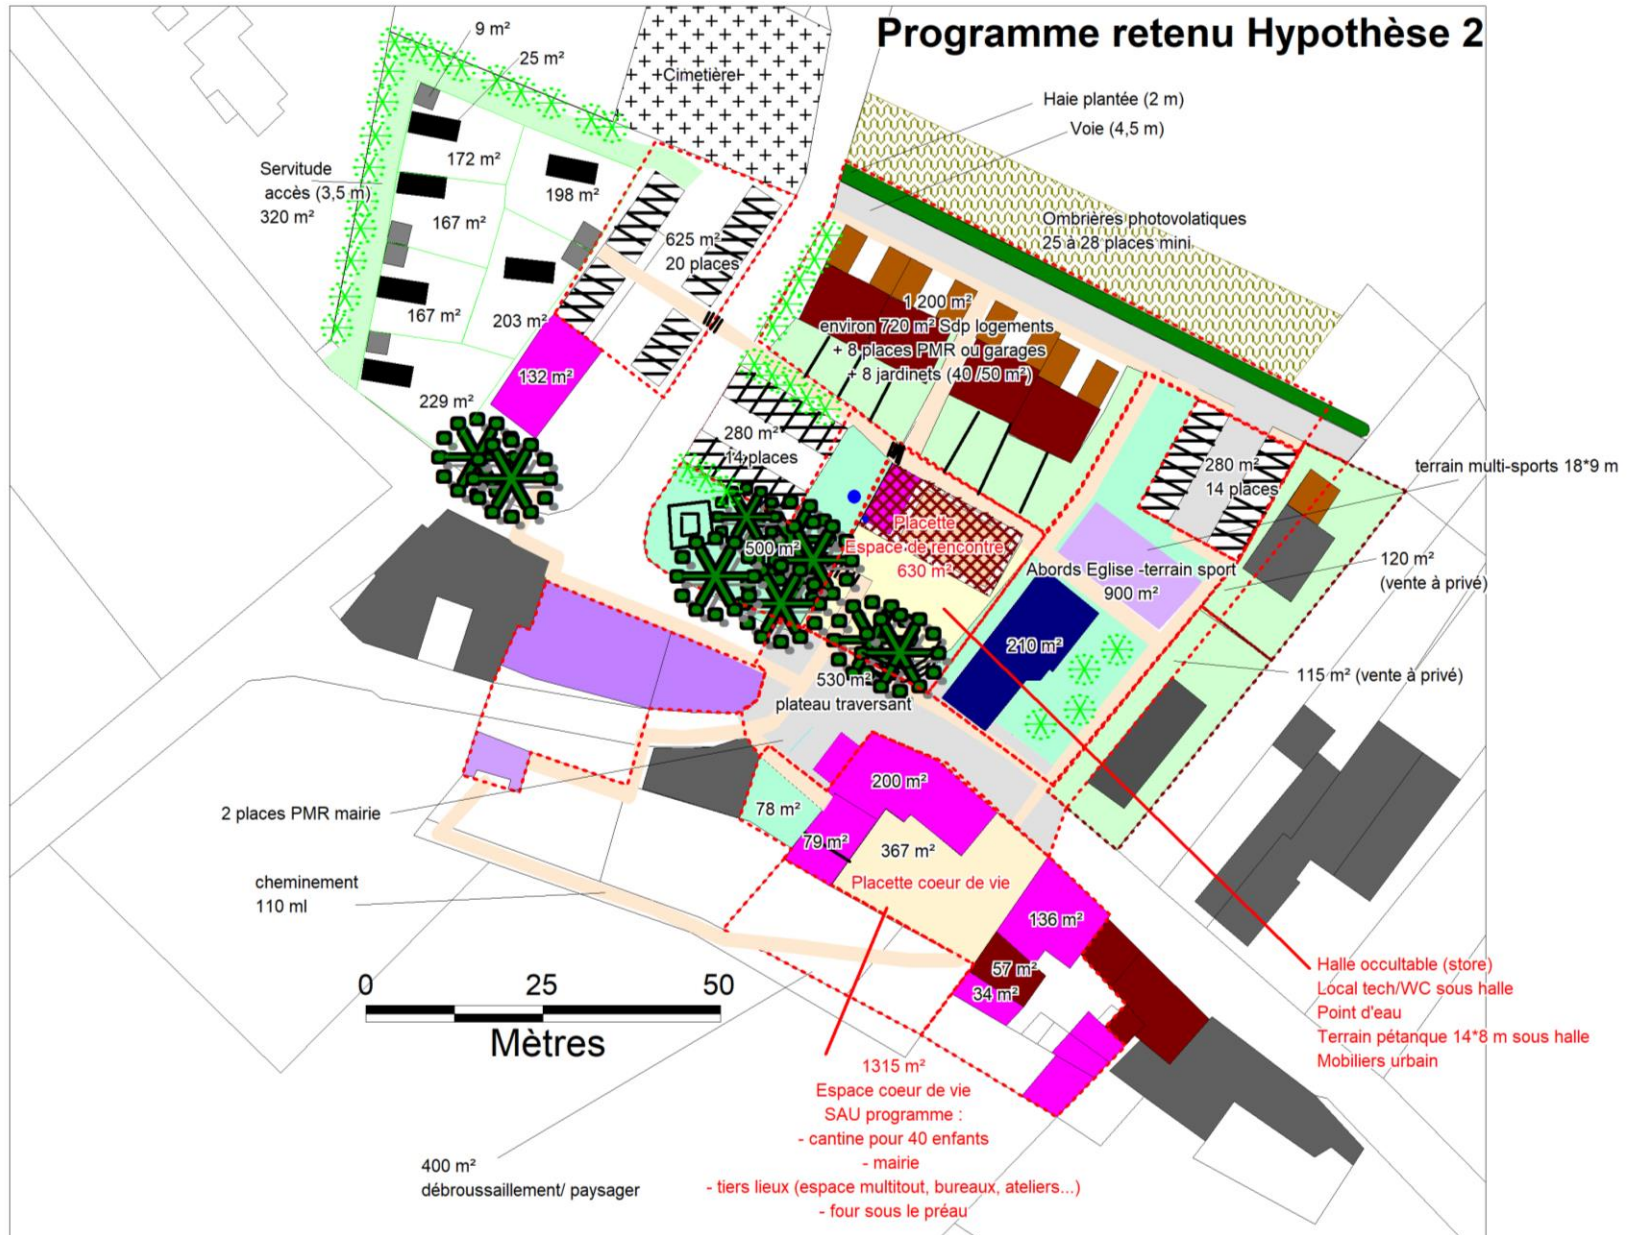 Programme retenu Hypothèse 2
9 m²
25 m²
Cimetière
Haie plantée (2 m)
Voie (4,5 m)
172 m²
Servitude
accès (3,5 m)
320 m²
198 m²
167 m²
625 m²
20 places
Ombrières photovolatiques
25 à 28 places mini
167 m²
203 m²
1 200 m²
environ 720 m² Sdp logements
+ 8 places PMR ou garages
+ 8 jardinets (40 /50 m²)
132 m²
229 m²
280 m²
14 places
280 m²
14 places
terrain multi-sports 18*9 m
Placette
Espace de rencontre
630 m²
500 m²
Abords Eglise -terrain sport
900 m²
120 m²
(vente à privé)
210 m²
115 m² (vente à privé)
530 m²
plateau traversant
200 m²
2 places PMR mairie
78 m²
79 m²
367 m²
Placette coeur de vie
cheminement
110 ml
136 m²
57 m²
34 m²
0 25 50
Mètres
Halle occultable (store)
Local tech/WC sous halle
Point d'eau
Terrain pétanque 14*8 m sous halle
Mobiliers urbain
1315 m²
Espace coeur de vie
SAU programme :
- cantine pour 40 enfants
- mairie
- tiers lieux (espace multitout, bureaux, ateliers...)
- four sous le préau
400 m²
débroussaillement/ paysager